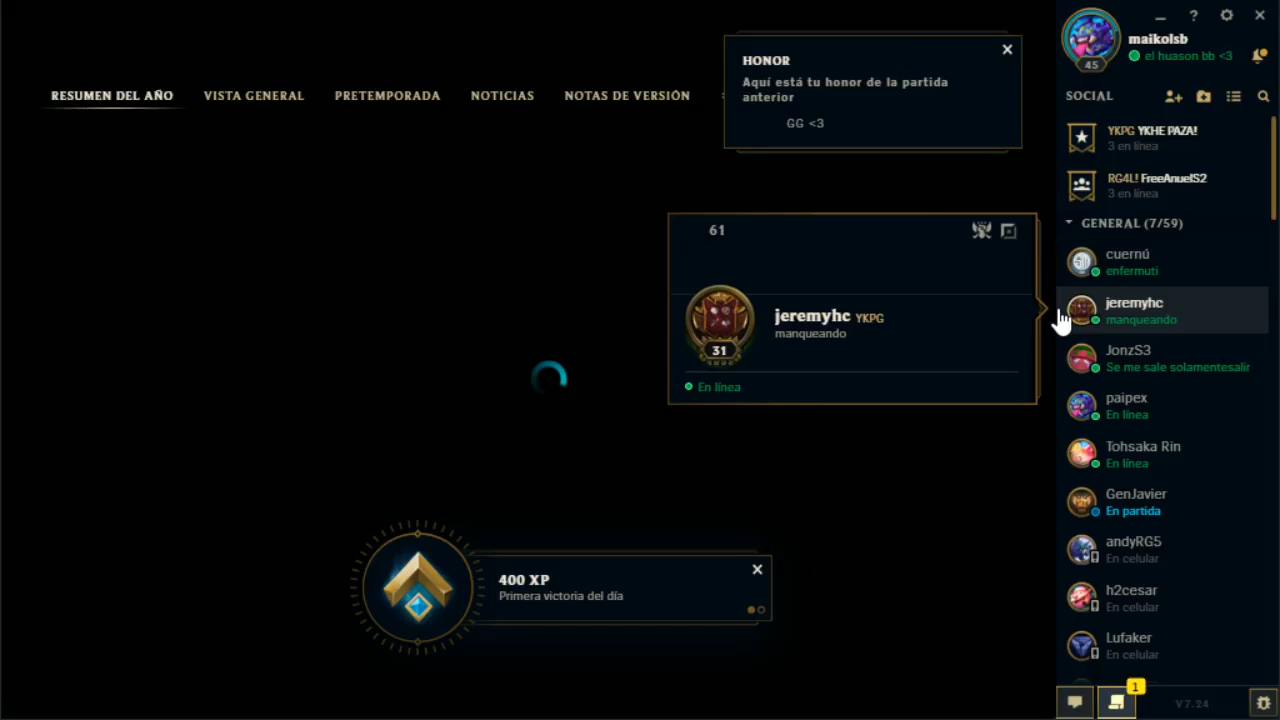 RESUMEN DEL AÑO
VISTA GENERAL
PRETEMPORADA
NOTICIAS
NOTAS DE VERSIÓN
HONOR
Aquí está tu honor de la partida
anterior
GG <3
61
jeremyhc YKPG
manqueando
31
En línea
400 XP
Primera victoria del día
?
maikolsb
el huason bb <3
45
SOCIAL
YKPG YKHE PAZA!
3 en línea
RG4L! FreeAnuelS2
3 en línea
GENERAL (7/59)
cuernú
enfermuti
jeremyhc
manqueando
JonzS3
Se me sale solamentesalir
paipex
En línea
Tohsaka Rin
En línea
GenJavier
En partida
andyRG5
En celular
h2cesar
En celular
Lufaker
En celular
1
V7.24